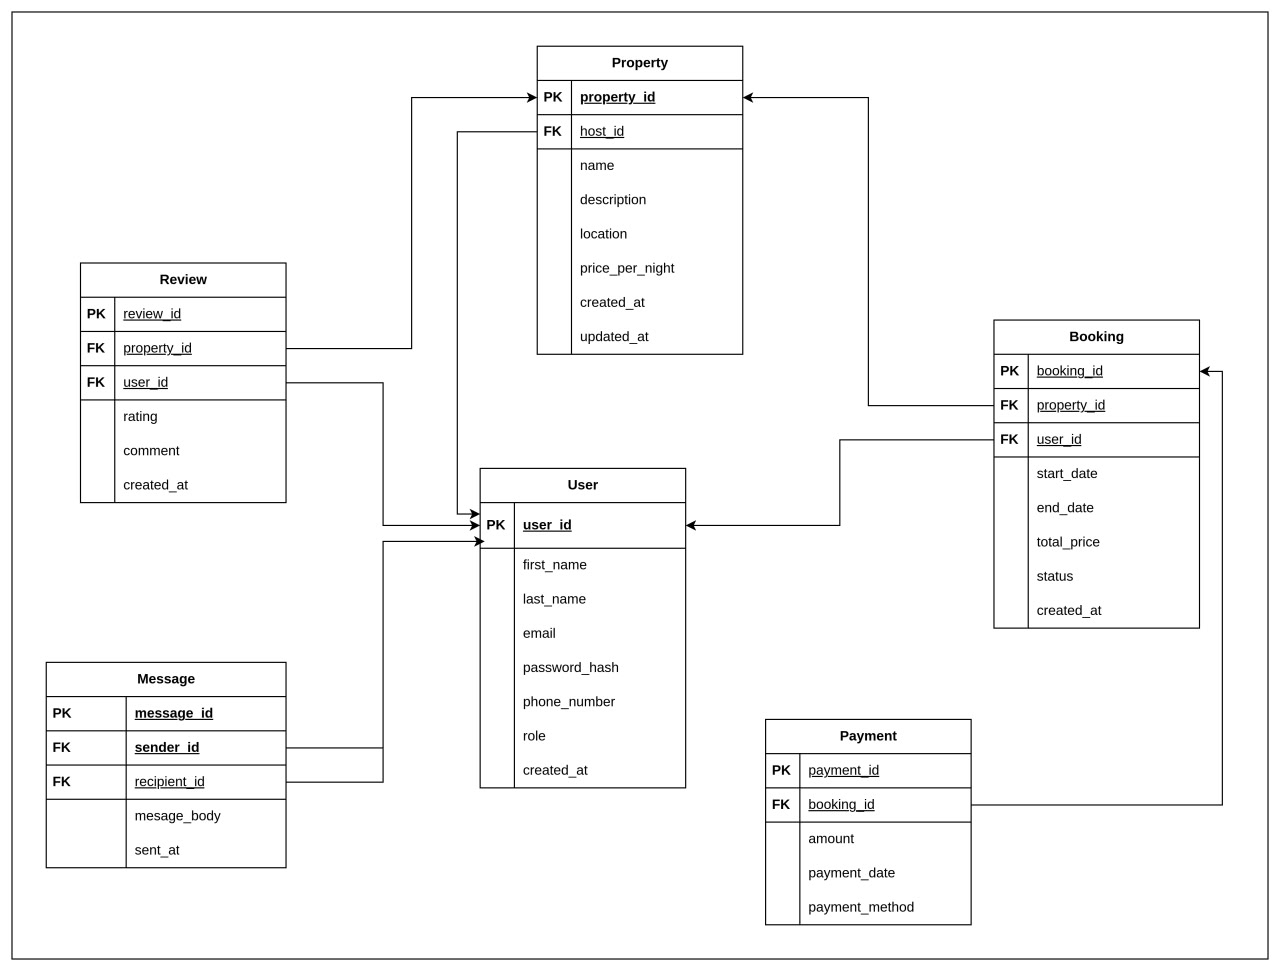 Property
PK property_id
FK host_id
name
description
location
price_per_night
created_at
updated_at
Review
PK review_id
FK property_id
FK user_id
rating
comment
created_at
Booking
PK booking_id
FK property_id
FK user_id
start_date
end_date
total_price
status
created_at
User
PK user_id
first_name
last_name
email
password_hash
phone_number
role
created_at
Message
PK message_id
FK sender_id
FK recipient_id
mesage_body
sent_at
Payment
PK payment_id
FK booking_id
amount
payment_date
payment_method